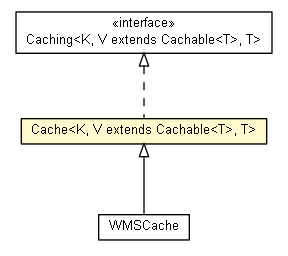 «interface»
Caching<K, V extends Cachable<T>, T>
Cache<K, V extends Cachable<T>, T>
WMSCache